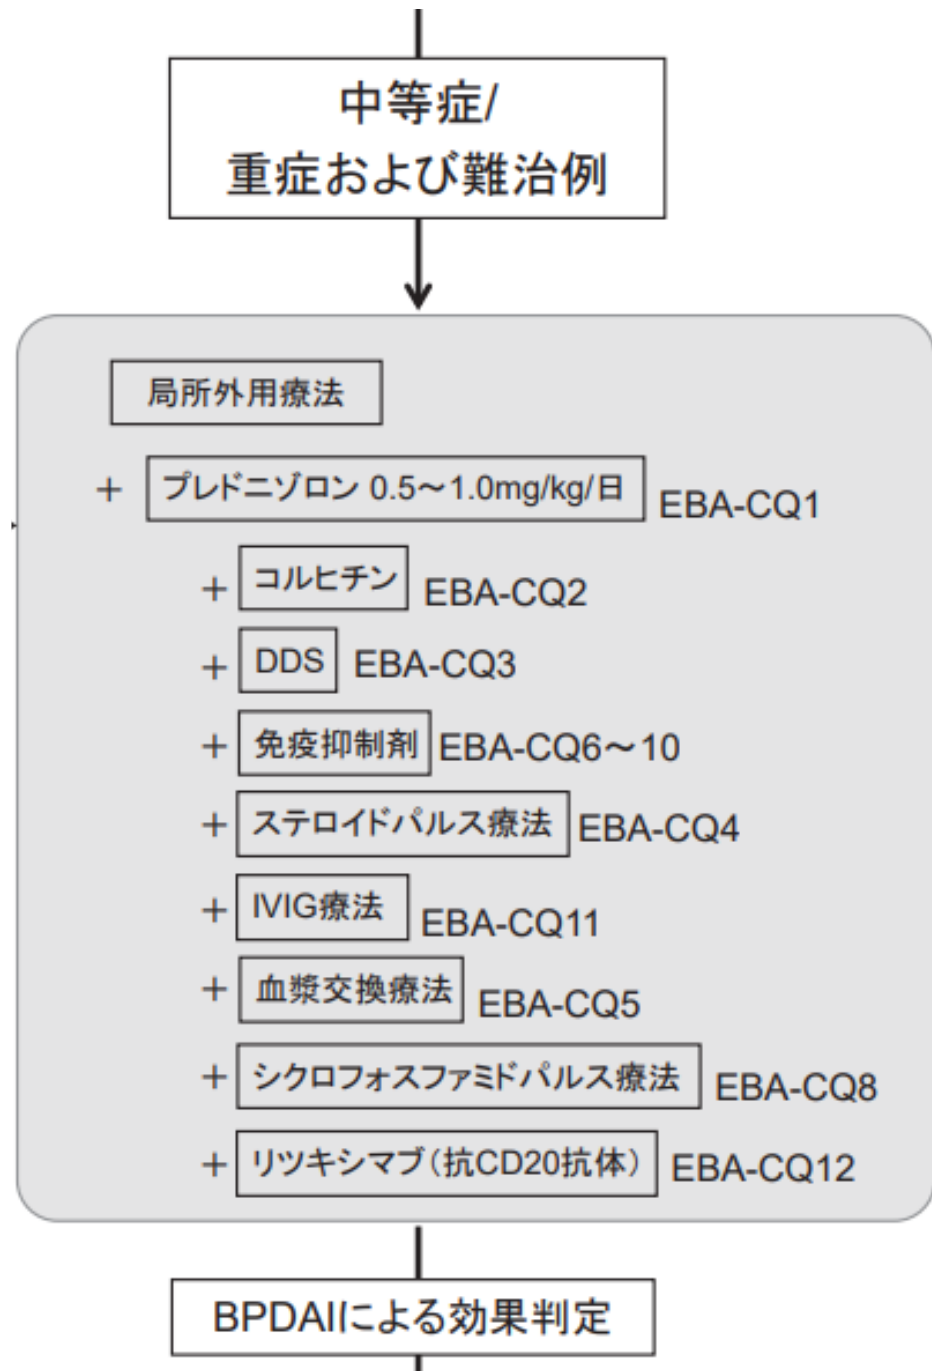 中等症/
重症および難治例
局所外用療法
+ プレドニゾロン 0.5～1.0mg/kg/日 EBA-CQ1
+ コルヒチン EBA-CQ2
+ DDS EBA-CQ3
+ 免疫抑制剤 EBA-CQ6～10
+ ステロイドパルス療法 EBA-CQ4
+ IVIG療法 EBA-CQ11
+ 血漿交換療法 EBA-CQ5
+ シクロフォスファミドパルス療法 EBA-CQ8
+ リツキシマブ（抗CD20抗体） EBA-CQ12
BPDAIによる効果判定